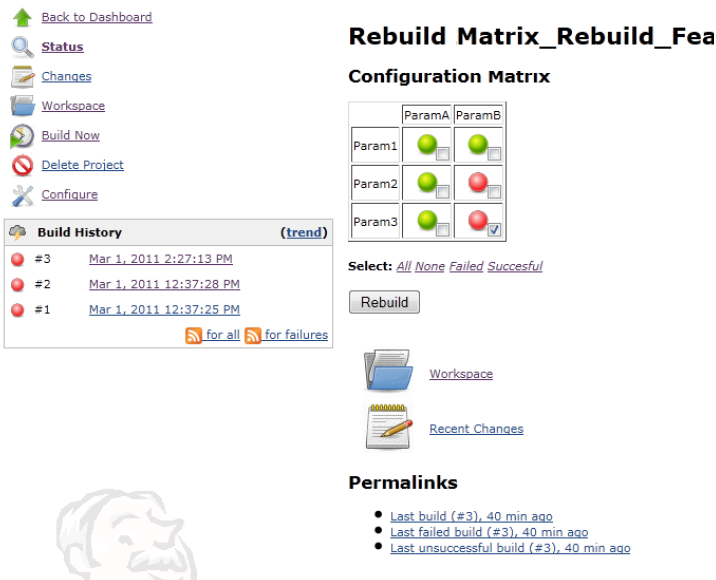 Back to Dashboard
Status
Changes
Workspace
Build Now
Delete Project
Configure
Build History (trend)
#3 Mar 1, 2011 2:27:13 PM
#2 Mar 1, 2011 12:37:28 PM
#1 Mar 1, 2011 12:37:25 PM
for all for failures
Rebuild Matrix_Rebuild_Fea
Configuration Matrix
ParamA ParamB
Param1
Param2
Param3
Select: All None Failed Succesful
Rebuild
Workspace
Recent Changes
Permalinks
Last build (#3), 40 min ago
Last failed build (#3), 40 min ago
Last unsuccessful build (#3), 40 min ago